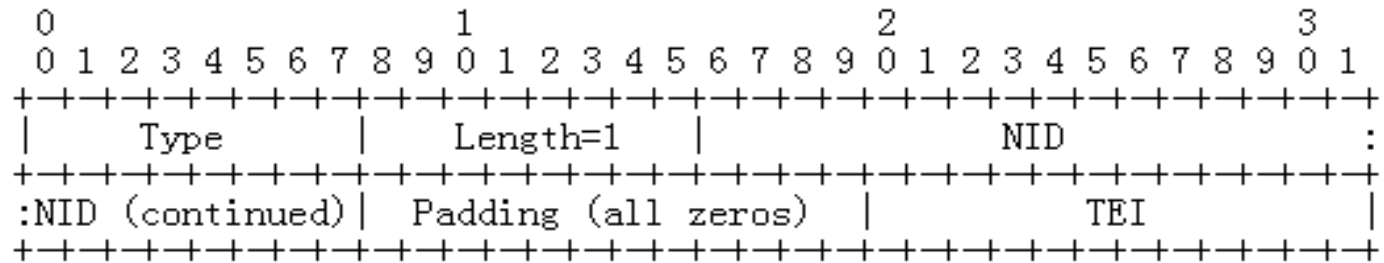 0                   1                   2                   3
0 1 2 3 4 5 6 7 8 9 0 1 2 3 4 5 6 7 8 9 0 1 2 3 4 5 6 7 8 9 0 1
+-+-+-+-+-+-+-+-+-+-+-+-+-+-+-+-+-+-+-+-+-+-+-+-+-+-+-+-+-+-+-+-+
|     Type      |    Length=1   |              NID              :
+-+-+-+-+-+-+-+-+-+-+-+-+-+-+-+-+-+-+-+-+-+-+-+-+-+-+-+-+-+-+-+-+
:NID (continued)|  Padding (all zeros)  |          TEI          |
+-+-+-+-+-+-+-+-+-+-+-+-+-+-+-+-+-+-+-+-+-+-+-+-+-+-+-+-+-+-+-+-+